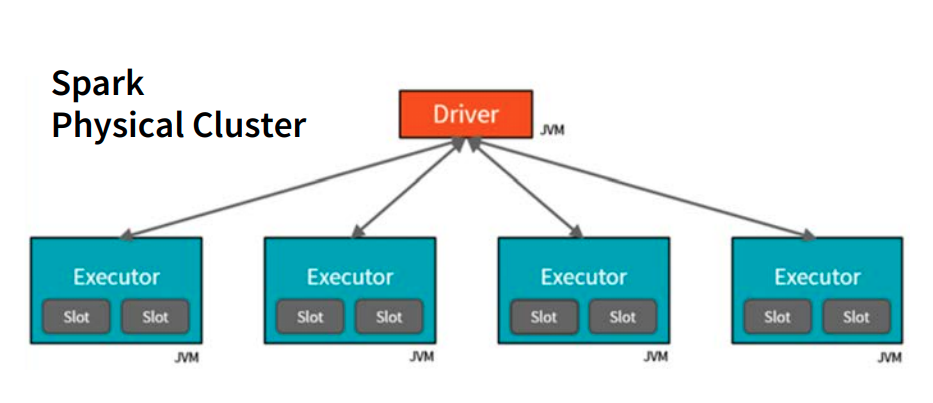 Spark
Physical Cluster
Driver
JVM
Executor
Slot Slot
JVM
Executor
Slot Slot
JVM
Executor
Slot Slot
JVM
Executor
Slot Slot
JVM